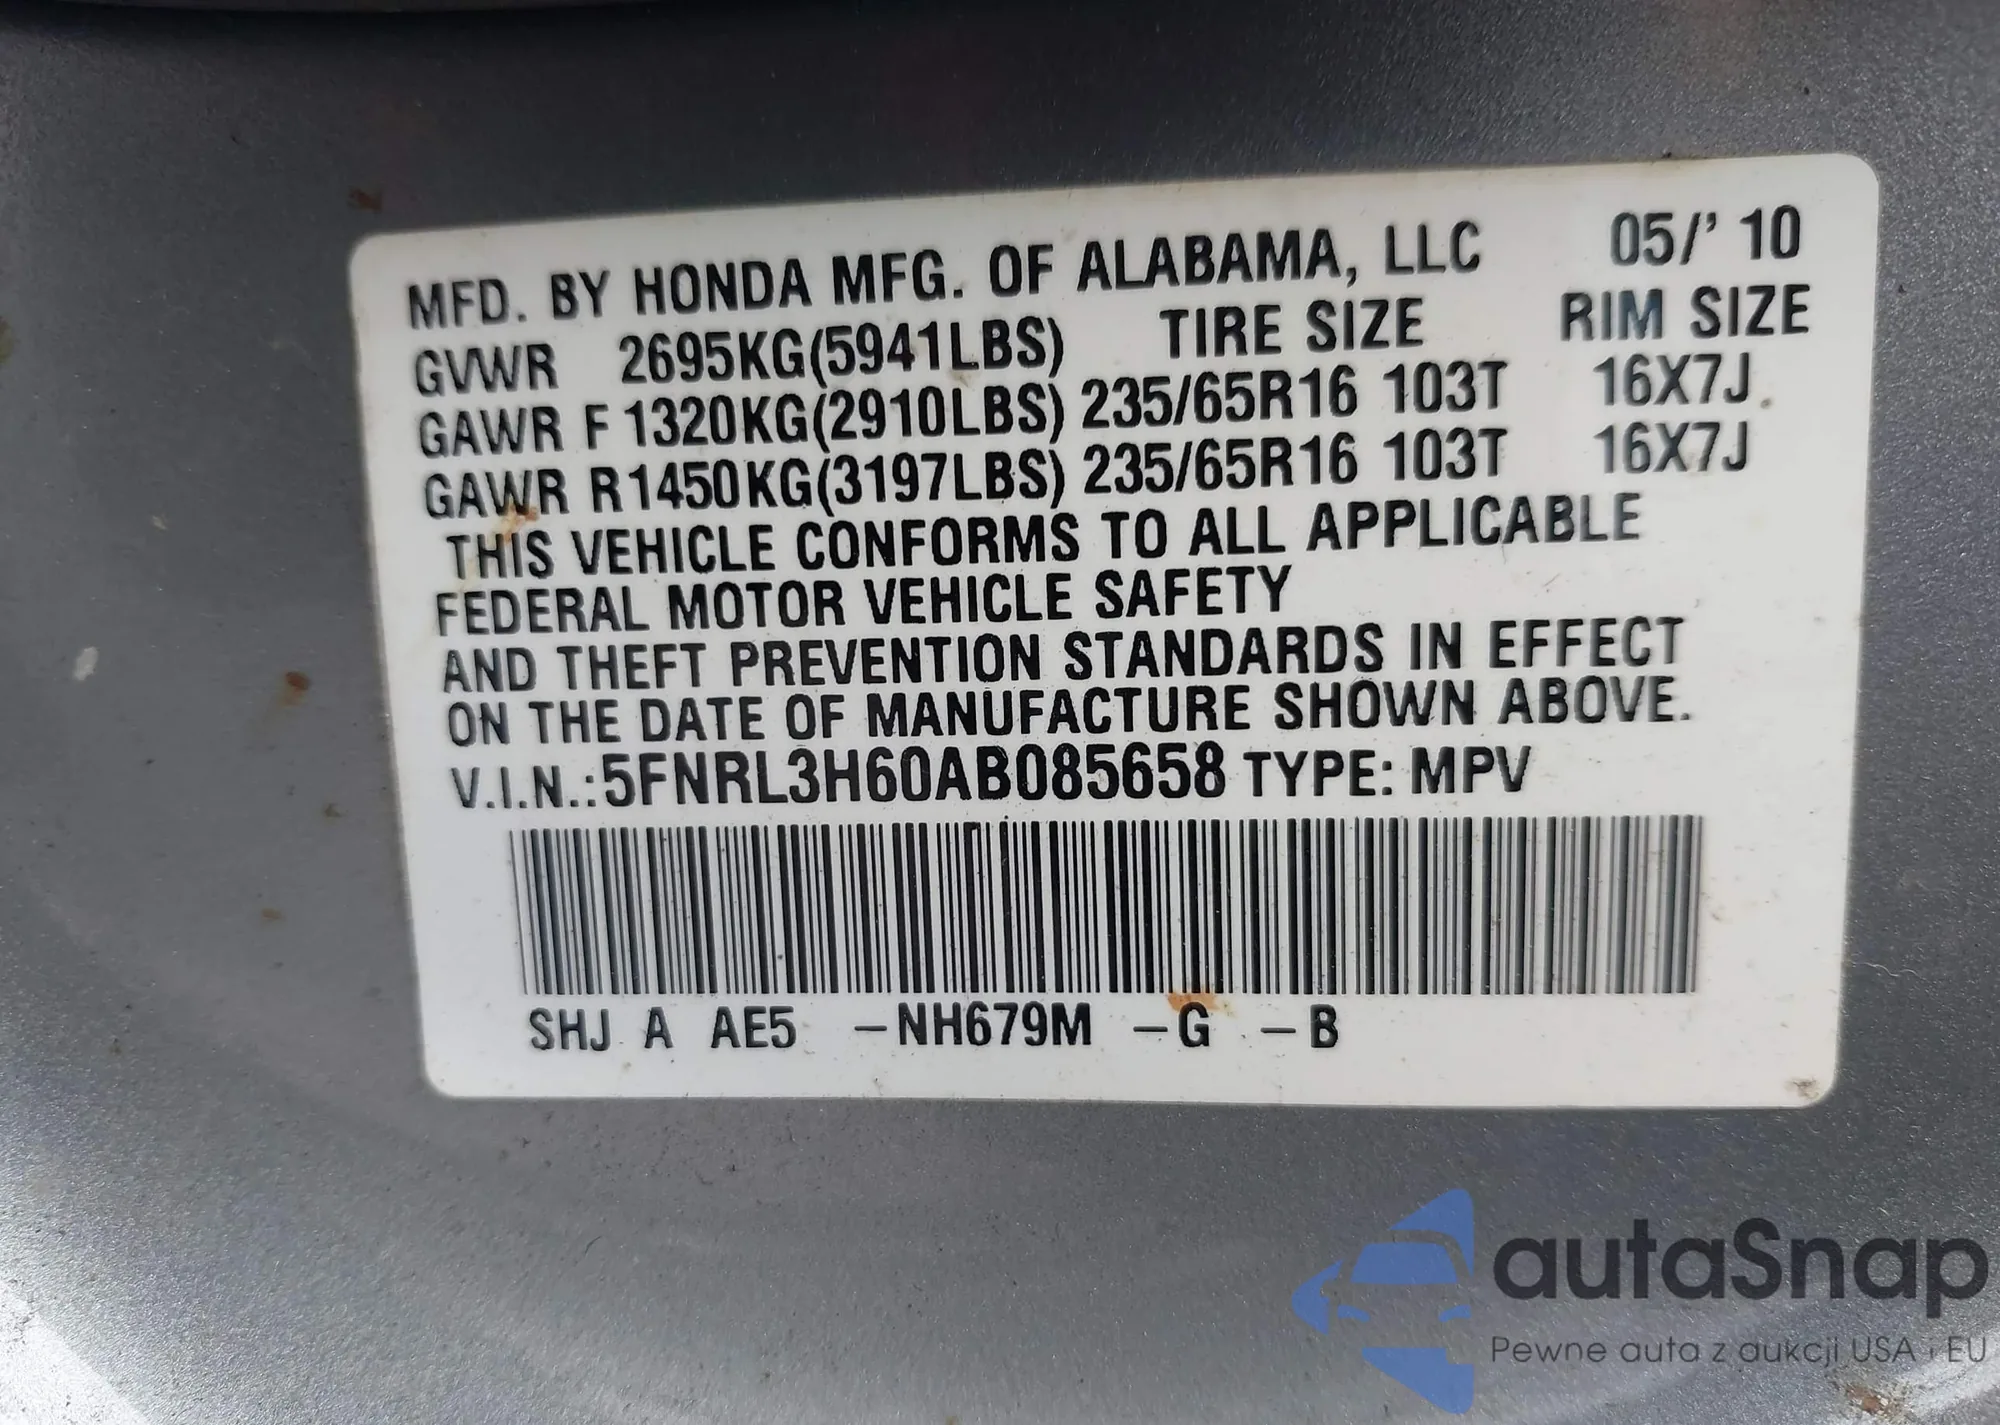 MFD. BY HONDA MFG. OF ALABAMA, LLC 05/' 10
GVWR 2695KG(5941LBS) TIRE SIZE RIM SIZE
GAWR F 1320KG(2910LBS) 235/65R16 103T 16X7J
GAWR R1450KG(3197LBS) 235/65R16 103T 16X7J
THIS VEHICLE CONFORMS TO ALL APPLICABLE
FEDERAL MOTOR VEHICLE SAFETY
AND THEFT PREVENTION STANDARDS IN EFFECT
ON THE DATE OF MANUFACTURE SHOWN ABOVE.
V.I.N.:5FNRL3H60AB085658 TYPE: MPV
SHJ A AE5 –NH679M –G –B
autaSnap
Pewne auta z aukcji USA i EU